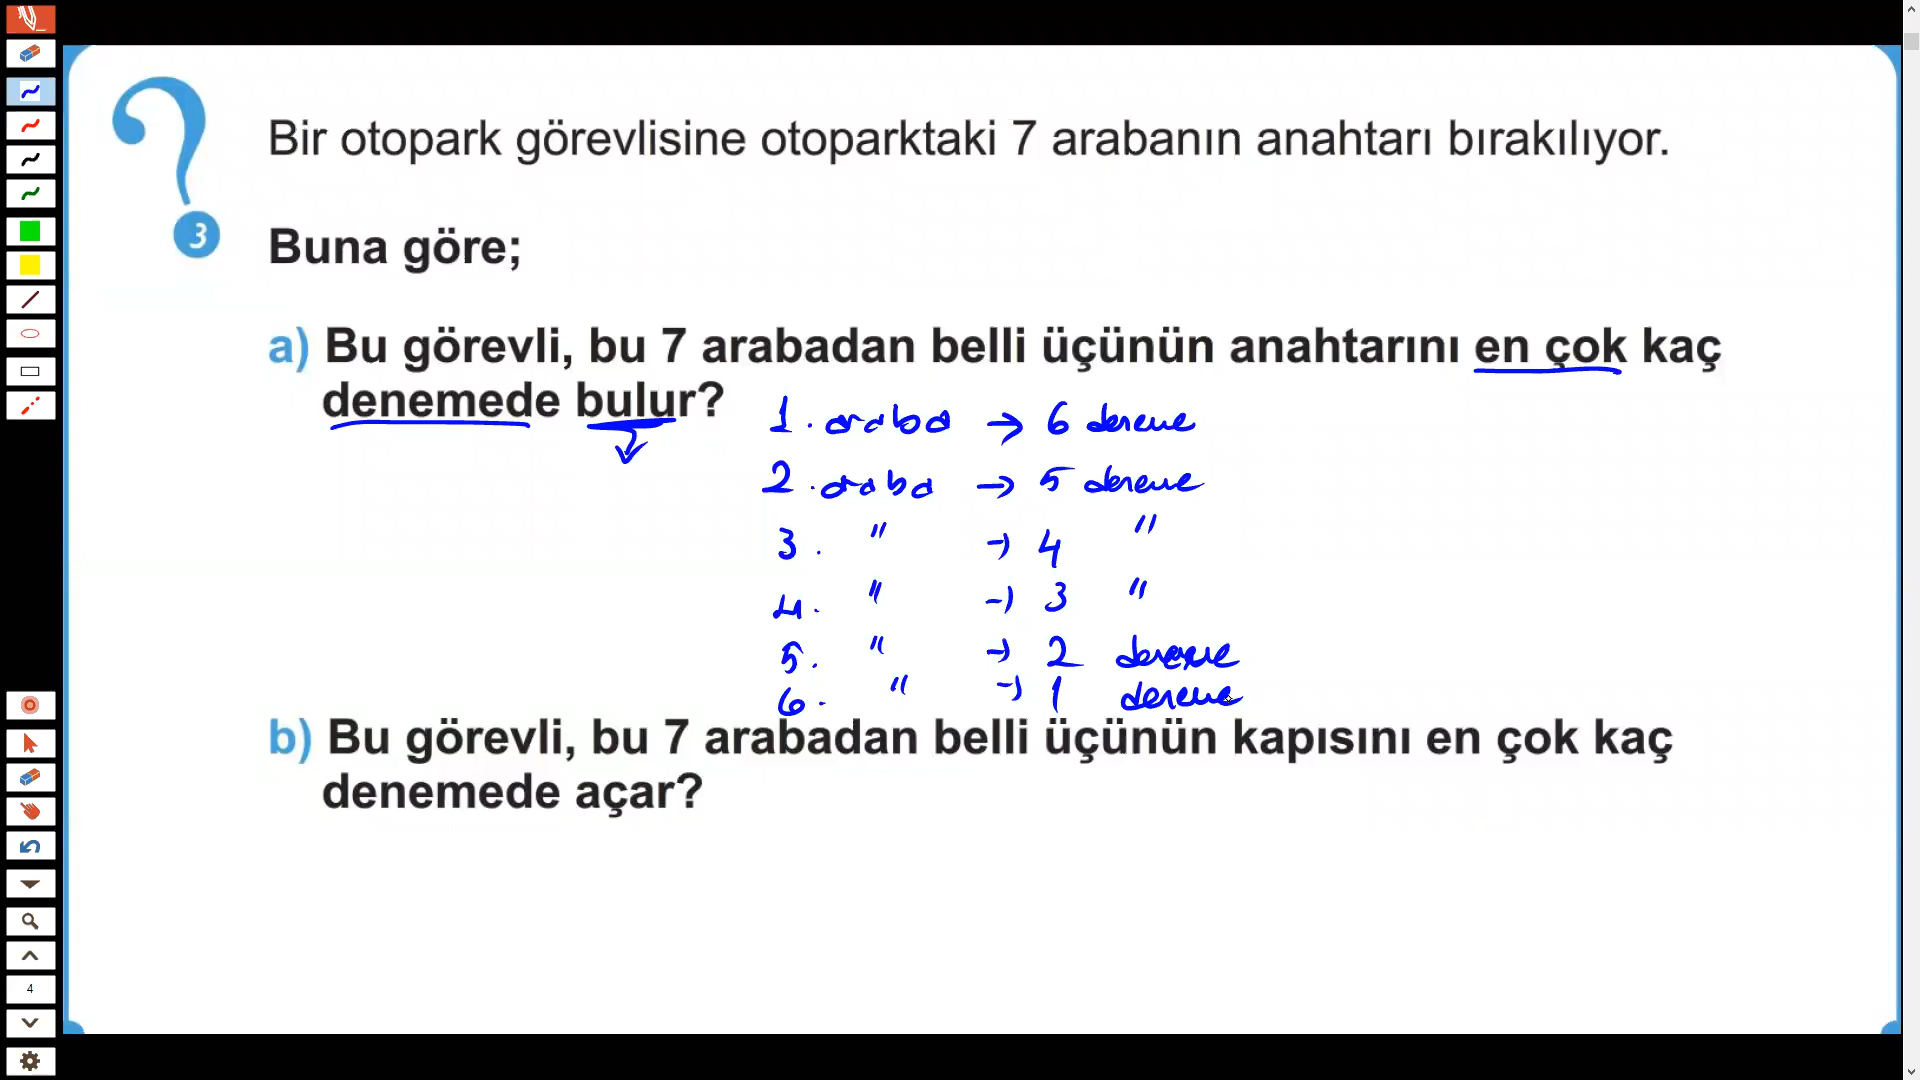 Bir otopark görevlisine otoparktaki 7 arabanın anahtarı bırakılıyor.
3
Buna göre;
a) Bu görevli, bu 7 arabadan belli üçünün anahtarını en çok kaç
denemede bulur?
1. araba → 6 deneme
2. araba → 5 deneme
3. " → 4 "
4. " → 3 "
5. " → 2 deneme
6. " → 1 deneme
b) Bu görevli, bu 7 arabadan belli üçünün kapısını en çok kaç
denemede açar?
4